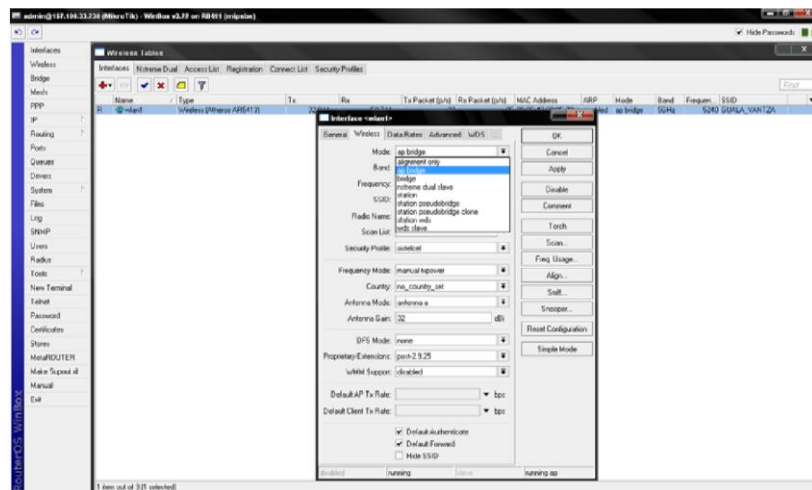 admin@157.100.33.230 (MikroTik) - WinBox v3.22 on RB411 (mipsbe)
Hide Passwords
Interfaces
Wireless
Bridge
Mesh
PPP
IP
Routing
Ports
Queues
Drivers
System
Files
Log
SNMP
Users
Radius
Tools
New Terminal
Telnet
Password
Certificates
Stores
MetaROUTER
Make Supout.rif
Manual
Exit
RouterOS WinBox
Wireless Tables
Interfaces Nstreme Dual Access List Registration Connect List Security Profiles
Find
Name Type Tx Rx Tx Packet (p/s) Rx Packet (p/s) MAC Address ARP Mode Band Frequen... SSID
R wlan1 Wireless (Atheros AR5413) ap bridge 5GHz 5240
Interface <wlan1>
General Wireless Data Rates Advanced WDS ...
Mode: ap bridge
alignment only
ap bridge
bridge
nstreme dual slave
station
station pseudobridge
station pseudobridge clone
station wds
wds slave
Band:
Frequency:
SSID:
Radio Name:
Scan List:
Security Profile:
Frequency Mode: manual txpower
Country: no_country_set
Antenna Mode: antenna a
Antenna Gain: 32 dBi
DFS Mode: none
Proprietary Extensions: post-2.9.25
WMM Support: disabled
Default AP Tx Rate: bps
Default Client Tx Rate: bps
Default Authenticate
Default Forward
Hide SSID
OK
Cancel
Apply
Disable
Comment
Torch
Scan...
Freq. Usage...
Align...
Sniff...
Snooper...
Reset Configuration
Simple Mode
disabled running slave running ap
1 item out of 3 (1 selected)